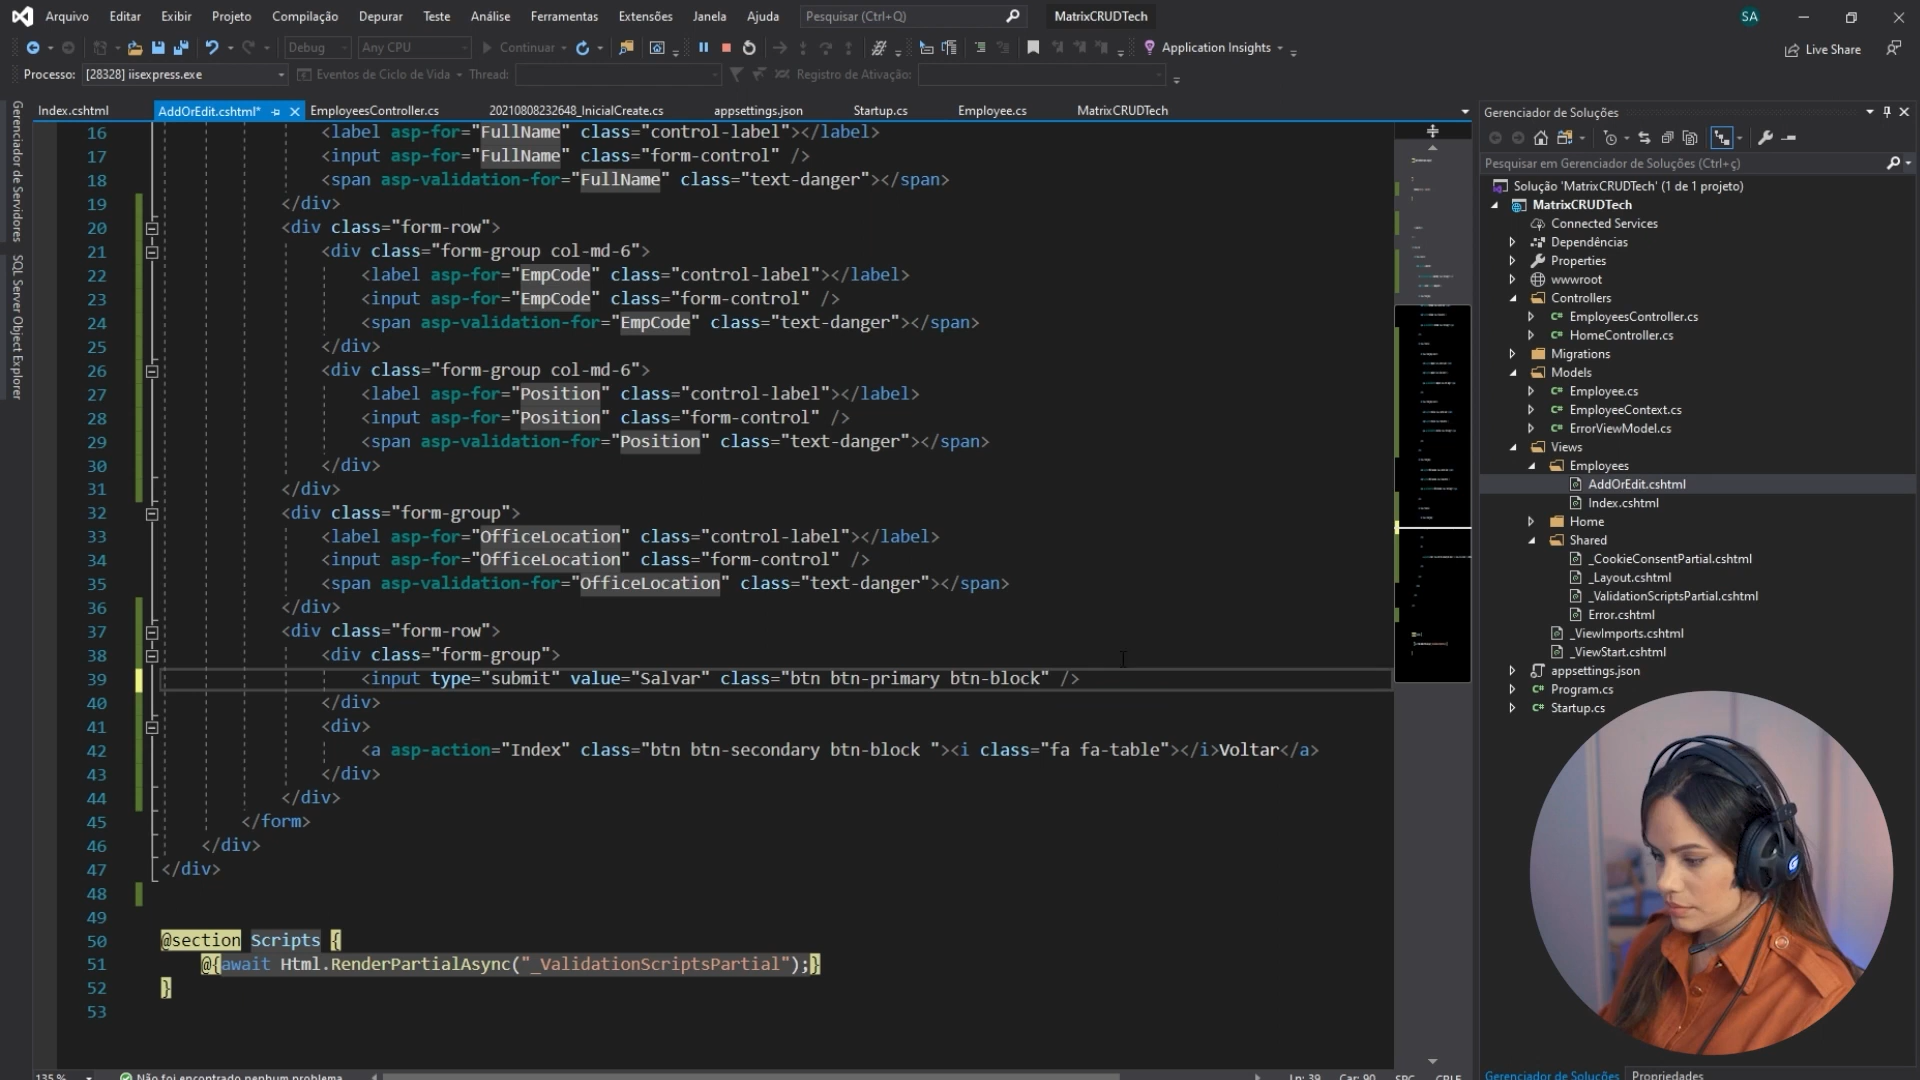 Arquivo Editar Exibir Projeto Compilação Depurar Teste Análise Ferramentas Extensões Janela Ajuda Pesquisar (Ctrl+Q) MatrixCRUDTech SA
Debug Any CPU Continuar Application Insights Live Share
Processo: [28328] iisexpress.exe Eventos de Ciclo de Vida Thread: Registro de Ativação:
Index.cshtml AddOrEdit.cshtml* EmployeesController.cs 20210808232648_InicialCreate.cs appsettings.json Startup.cs Employee.cs MatrixCRUDTech
Gerenciador de Servidores
SQL Server Object Explorer
16 <label asp-for="FullName" class="control-label"></label>
17 <input asp-for="FullName" class="form-control" />
18 <span asp-validation-for="FullName" class="text-danger"></span>
19 </div>
20 <div class="form-row">
21 <div class="form-group col-md-6">
22 <label asp-for="EmpCode" class="control-label"></label>
23 <input asp-for="EmpCode" class="form-control" />
24 <span asp-validation-for="EmpCode" class="text-danger"></span>
25 </div>
26 <div class="form-group col-md-6">
27 <label asp-for="Position" class="control-label"></label>
28 <input asp-for="Position" class="form-control" />
29 <span asp-validation-for="Position" class="text-danger"></span>
30 </div>
31 </div>
32 <div class="form-group">
33 <label asp-for="OfficeLocation" class="control-label"></label>
34 <input asp-for="OfficeLocation" class="form-control" />
35 <span asp-validation-for="OfficeLocation" class="text-danger"></span>
36 </div>
37 <div class="form-row">
38 <div class="form-group">
39 <input type="submit" value="Salvar" class="btn btn-primary btn-block" />
40 </div>
41 <div>
42 <a asp-action="Index" class="btn btn-secondary btn-block "><i class="fa fa-table"></i>Voltar</a>
43 </div>
44 </div>
45 </form>
46 </div>
47 </div>
48
49
50 @section Scripts {
51 @{await Html.RenderPartialAsync("_ValidationScriptsPartial");}
52 }
53
135 % Não foi encontrado nenhum problema Ln: 39 Car: 90 SPC CRLF
Gerenciador de Soluções
Pesquisar em Gerenciador de Soluções (Ctrl+ç)
Solução 'MatrixCRUDTech' (1 de 1 projeto)
MatrixCRUDTech
Connected Services
Dependências
Properties
wwwroot
Controllers
C# EmployeesController.cs
C# HomeController.cs
Migrations
Models
C# Employee.cs
C# EmployeeContext.cs
C# ErrorViewModel.cs
Views
Employees
AddOrEdit.cshtml
Index.cshtml
Home
Shared
_CookieConsentPartial.cshtml
_Layout.cshtml
_ValidationScriptsPartial.cshtml
Error.cshtml
_ViewImports.cshtml
_ViewStart.cshtml
appsettings.json
C# Program.cs
C# Startup.cs
Gerenciador de Soluções Propriedades